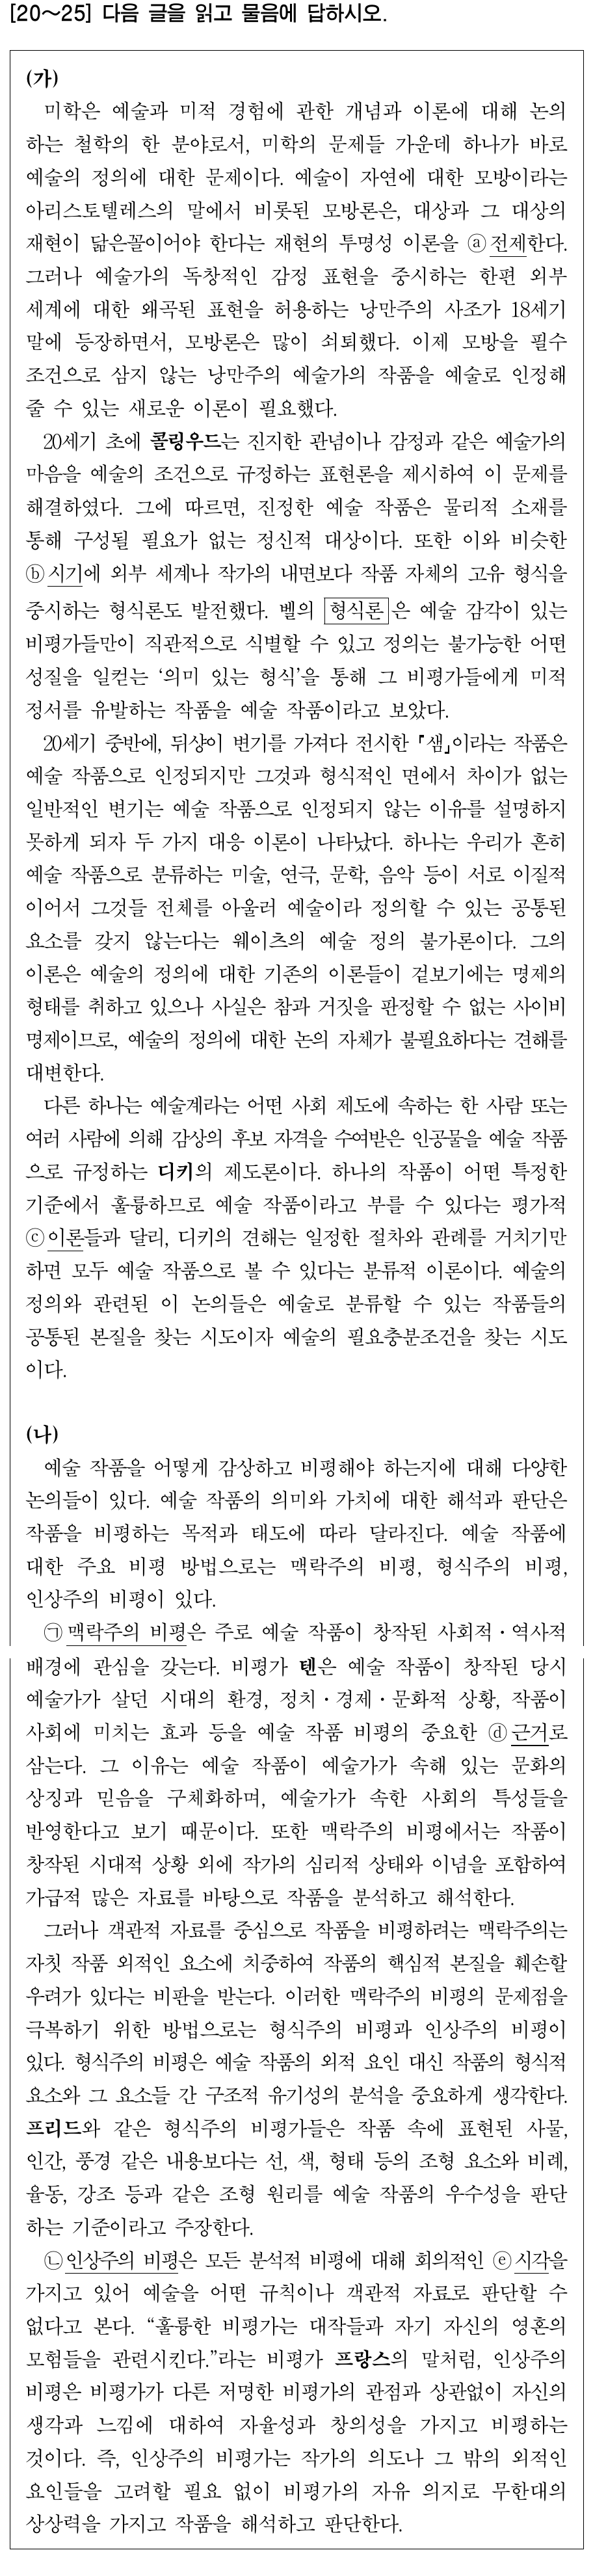 [20～25] 다음 글을 읽고 물음에 답하시오.
(가)
미학은 예술과 미적 경험에 관한 개념과 이론에 대해 논의
하는 철학의 한 분야로서, 미학의 문제들 가운데 하나가 바로
예술의 정의에 대한 문제이다. 예술이 자연에 대한 모방이라는
아리스토텔레스의 말에서 비롯된 모방론은, 대상과 그 대상의
재현이 닮은꼴이어야 한다는 재현의 투명성 이론을 ⓐ전제한다.
그러나 예술가의 독창적인 감정 표현을 중시하는 한편 외부
세계에 대한 왜곡된 표현을 허용하는 낭만주의 사조가 18세기
말에 등장하면서, 모방론은 많이 쇠퇴했다. 이제 모방을 필수
조건으로 삼지 않는 낭만주의 예술가의 작품을 예술로 인정해
줄 수 있는 새로운 이론이 필요했다.
20세기 초에 콜링우드는 진지한 관념이나 감정과 같은 예술가의
마음을 예술의 조건으로 규정하는 표현론을 제시하여 이 문제를
해결하였다. 그에 따르면, 진정한 예술 작품은 물리적 소재를
통해 구성될 필요가 없는 정신적 대상이다. 또한 이와 비슷한
ⓑ시기에 외부 세계나 작가의 내면보다 작품 자체의 고유 형식을
중시하는 형식론도 발전했다. 벨의 형식론은 예술 감각이 있는
비평가들만이 직관적으로 식별할 수 있고 정의는 불가능한 어떤
성질을 일컫는 ‘의미 있는 형식’을 통해 그 비평가들에게 미적
정서를 유발하는 작품을 예술 작품이라고 보았다.
20세기 중반에, 뒤샹이 변기를 가져다 전시한 「샘」이라는 작품은
예술 작품으로 인정되지만 그것과 형식적인 면에서 차이가 없는
일반적인 변기는 예술 작품으로 인정되지 않는 이유를 설명하지
못하게 되자 두 가지 대응 이론이 나타났다. 하나는 우리가 흔히
예술 작품으로 분류하는 미술, 연극, 문학, 음악 등이 서로 이질적
이어서 그것들 전체를 아울러 예술이라 정의할 수 있는 공통된
요소를 갖지 않는다는 웨이츠의 예술 정의 불가론이다. 그의
이론은 예술의 정의에 대한 기존의 이론들이 겉보기에는 명제의
형태를 취하고 있으나 사실은 참과 거짓을 판정할 수 없는 사이비
명제이므로, 예술의 정의에 대한 논의 자체가 불필요하다는 견해를
대변한다.
다른 하나는 예술계라는 어떤 사회 제도에 속하는 한 사람 또는
여러 사람에 의해 감상의 후보 자격을 수여받은 인공물을 예술 작품
으로 규정하는 디키의 제도론이다. 하나의 작품이 어떤 특정한
기준에서 훌륭하므로 예술 작품이라고 부를 수 있다는 평가적
ⓒ이론들과 달리, 디키의 견해는 일정한 절차와 관례를 거치기만
하면 모두 예술 작품으로 볼 수 있다는 분류적 이론이다. 예술의
정의와 관련된 이 논의들은 예술로 분류할 수 있는 작품들의
공통된 본질을 찾는 시도이자 예술의 필요충분조건을 찾는 시도
이다.
(나)
예술 작품을 어떻게 감상하고 비평해야 하는지에 대해 다양한
논의들이 있다. 예술 작품의 의미와 가치에 대한 해석과 판단은
작품을 비평하는 목적과 태도에 따라 달라진다. 예술 작품에
대한 주요 비평 방법으로는 맥락주의 비평, 형식주의 비평,
인상주의 비평이 있다.
㉠맥락주의 비평은 주로 예술 작품이 창작된 사회적·역사적
배경에 관심을 갖는다. 비평가 텐은 예술 작품이 창작된 당시
예술가가 살던 시대의 환경, 정치·경제·문화적 상황, 작품이
사회에 미치는 효과 등을 예술 작품 비평의 중요한 ⓓ근거로
삼는다. 그 이유는 예술 작품이 예술가가 속해 있는 문화의
상징과 믿음을 구체화하며, 예술가가 속한 사회의 특성들을
반영한다고 보기 때문이다. 또한 맥락주의 비평에서는 작품이
창작된 시대적 상황 외에 작가의 심리적 상태와 이념을 포함하여
가급적 많은 자료를 바탕으로 작품을 분석하고 해석한다.
그러나 객관적 자료를 중심으로 작품을 비평하려는 맥락주의는
자칫 작품 외적인 요소에 치중하여 작품의 핵심적 본질을 훼손할
우려가 있다는 비판을 받는다. 이러한 맥락주의 비평의 문제점을
극복하기 위한 방법으로는 형식주의 비평과 인상주의 비평이
있다. 형식주의 비평은 예술 작품의 외적 요인 대신 작품의 형식적
요소와 그 요소들 간 구조적 유기성의 분석을 중요하게 생각한다.
프리드와 같은 형식주의 비평가들은 작품 속에 표현된 사물,
인간, 풍경 같은 내용보다는 선, 색, 형태 등의 조형 요소와 비례,
율동, 강조 등과 같은 조형 원리를 예술 작품의 우수성을 판단
하는 기준이라고 주장한다.
㉡인상주의 비평은 모든 분석적 비평에 대해 회의적인 ⓔ시각을
가지고 있어 예술을 어떤 규칙이나 객관적 자료로 판단할 수
없다고 본다. “훌륭한 비평가는 대작들과 자기 자신의 영혼의
모험들을 관련시킨다.”라는 비평가 프랑스의 말처럼, 인상주의
비평은 비평가가 다른 저명한 비평가의 관점과 상관없이 자신의
생각과 느낌에 대하여 자율성과 창의성을 가지고 비평하는
것이다. 즉, 인상주의 비평가는 작가의 의도나 그 밖의 외적인
요인들을 고려할 필요 없이 비평가의 자유 의지로 무한대의
상상력을 가지고 작품을 해석하고 판단한다.